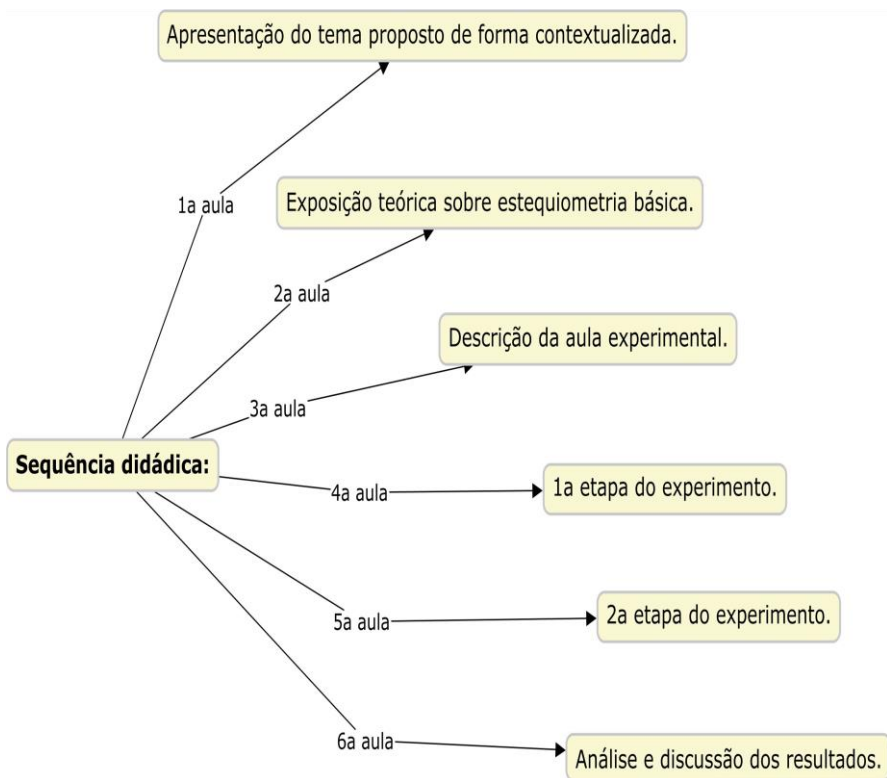 Apresentação do tema proposto de forma contextualizada.
1a aula
Exposição teórica sobre estequiometria básica.
2a aula
Descrição da aula experimental.
3a aula
Sequência didádica:
4a aula
1a etapa do experimento.
5a aula
2a etapa do experimento.
6a aula
Análise e discussão dos resultados.